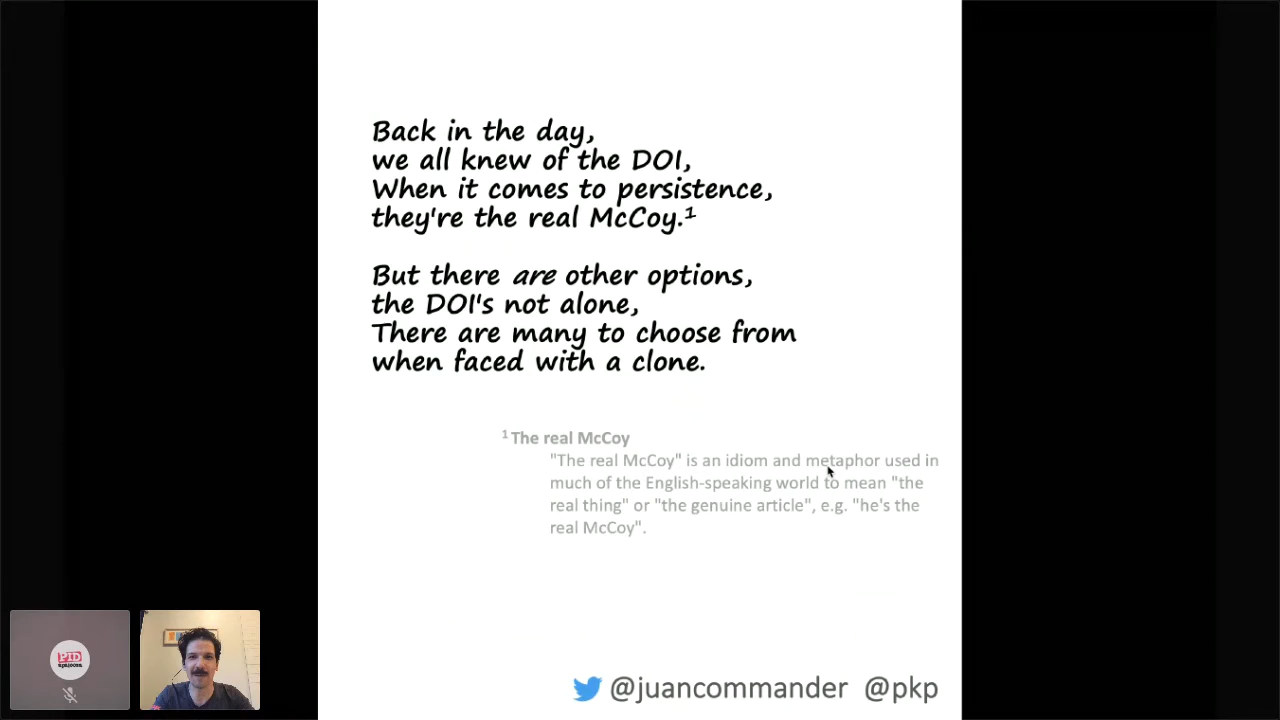 Back in the day,
we all knew of the DOI,
When it comes to persistence,
they're the real McCoy.¹
But there are other options,
the DOI's not alone,
There are many to choose from
when faced with a clone.
¹ The real McCoy
"The real McCoy" is an idiom and metaphor used in
much of the English-speaking world to mean "the
real thing" or "the genuine article", e.g. "he's the
real McCoy".
PID
apalooza
@juancommander @pkp